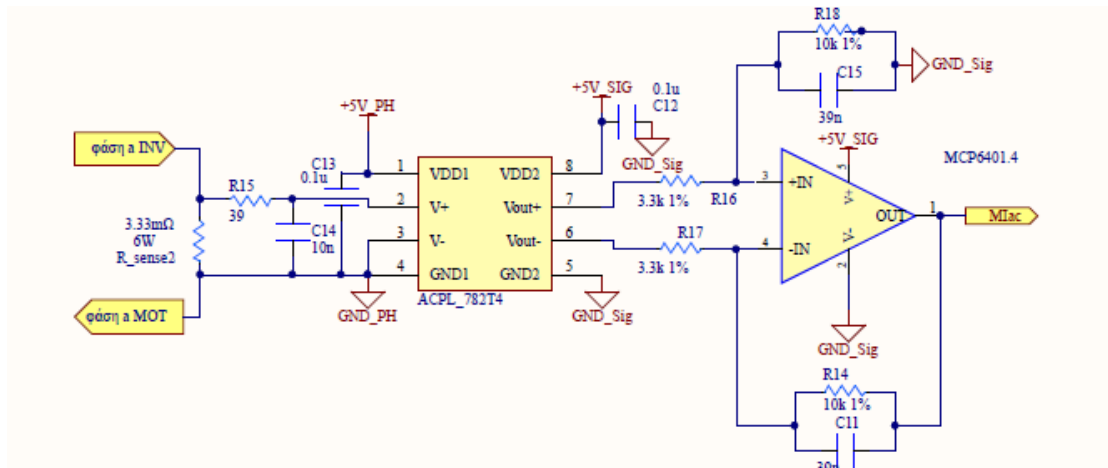 R18
10k 1%
GND_Sig
C15
39n
+5V_SIG
0.1u
C12
GND_Sig
+5V_PH
φάση a INV
C13
0.1u
1
VDD1
VDD2
8
R15
39
2
V+
Vout+
7
3.3k 1%
R16
3.33mΩ
6W
R_sense2
C14
10n
3
V-
Vout-
6
R17
3.3k 1%
4
GND1
GND2
5
ACPL_782T4
GND_PH
GND_Sig
φάση a MOT
+5V_SIG
MCP6401.4
3
+IN
5
V+
OUT
1
MIac
4
-IN
V-
2
GND_Sig
R14
10k 1%
C11